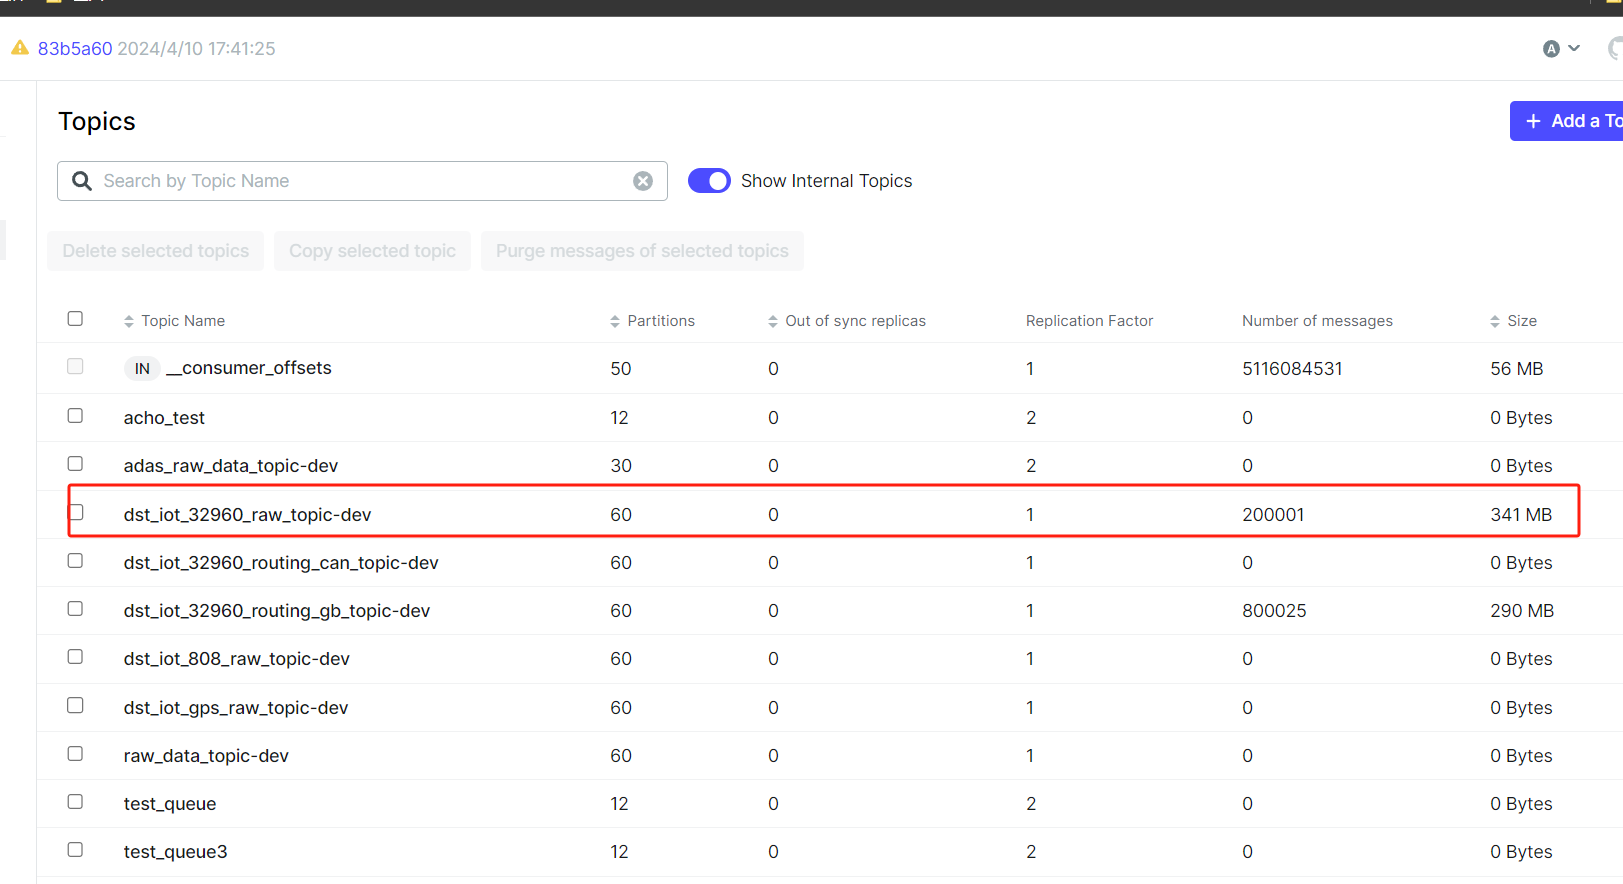 83b5a60 2024/4/10 17:41:25
A
Topics
+ Add a To
Search by Topic Name
Show Internal Topics
Delete selected topics Copy selected topic Purge messages of selected topics
Topic Name Partitions Out of sync replicas Replication Factor Number of messages Size
IN __consumer_offsets 50 0 1 5116084531 56 MB
acho_test 12 0 2 0 0 Bytes
adas_raw_data_topic-dev 30 0 2 0 0 Bytes
dst_iot_32960_raw_topic-dev 60 0 1 200001 341 MB
dst_iot_32960_routing_can_topic-dev 60 0 1 0 0 Bytes
dst_iot_32960_routing_gb_topic-dev 60 0 1 800025 290 MB
dst_iot_808_raw_topic-dev 60 0 1 0 0 Bytes
dst_iot_gps_raw_topic-dev 60 0 1 0 0 Bytes
raw_data_topic-dev 60 0 1 0 0 Bytes
test_queue 12 0 2 0 0 Bytes
test_queue3 12 0 2 0 0 Bytes